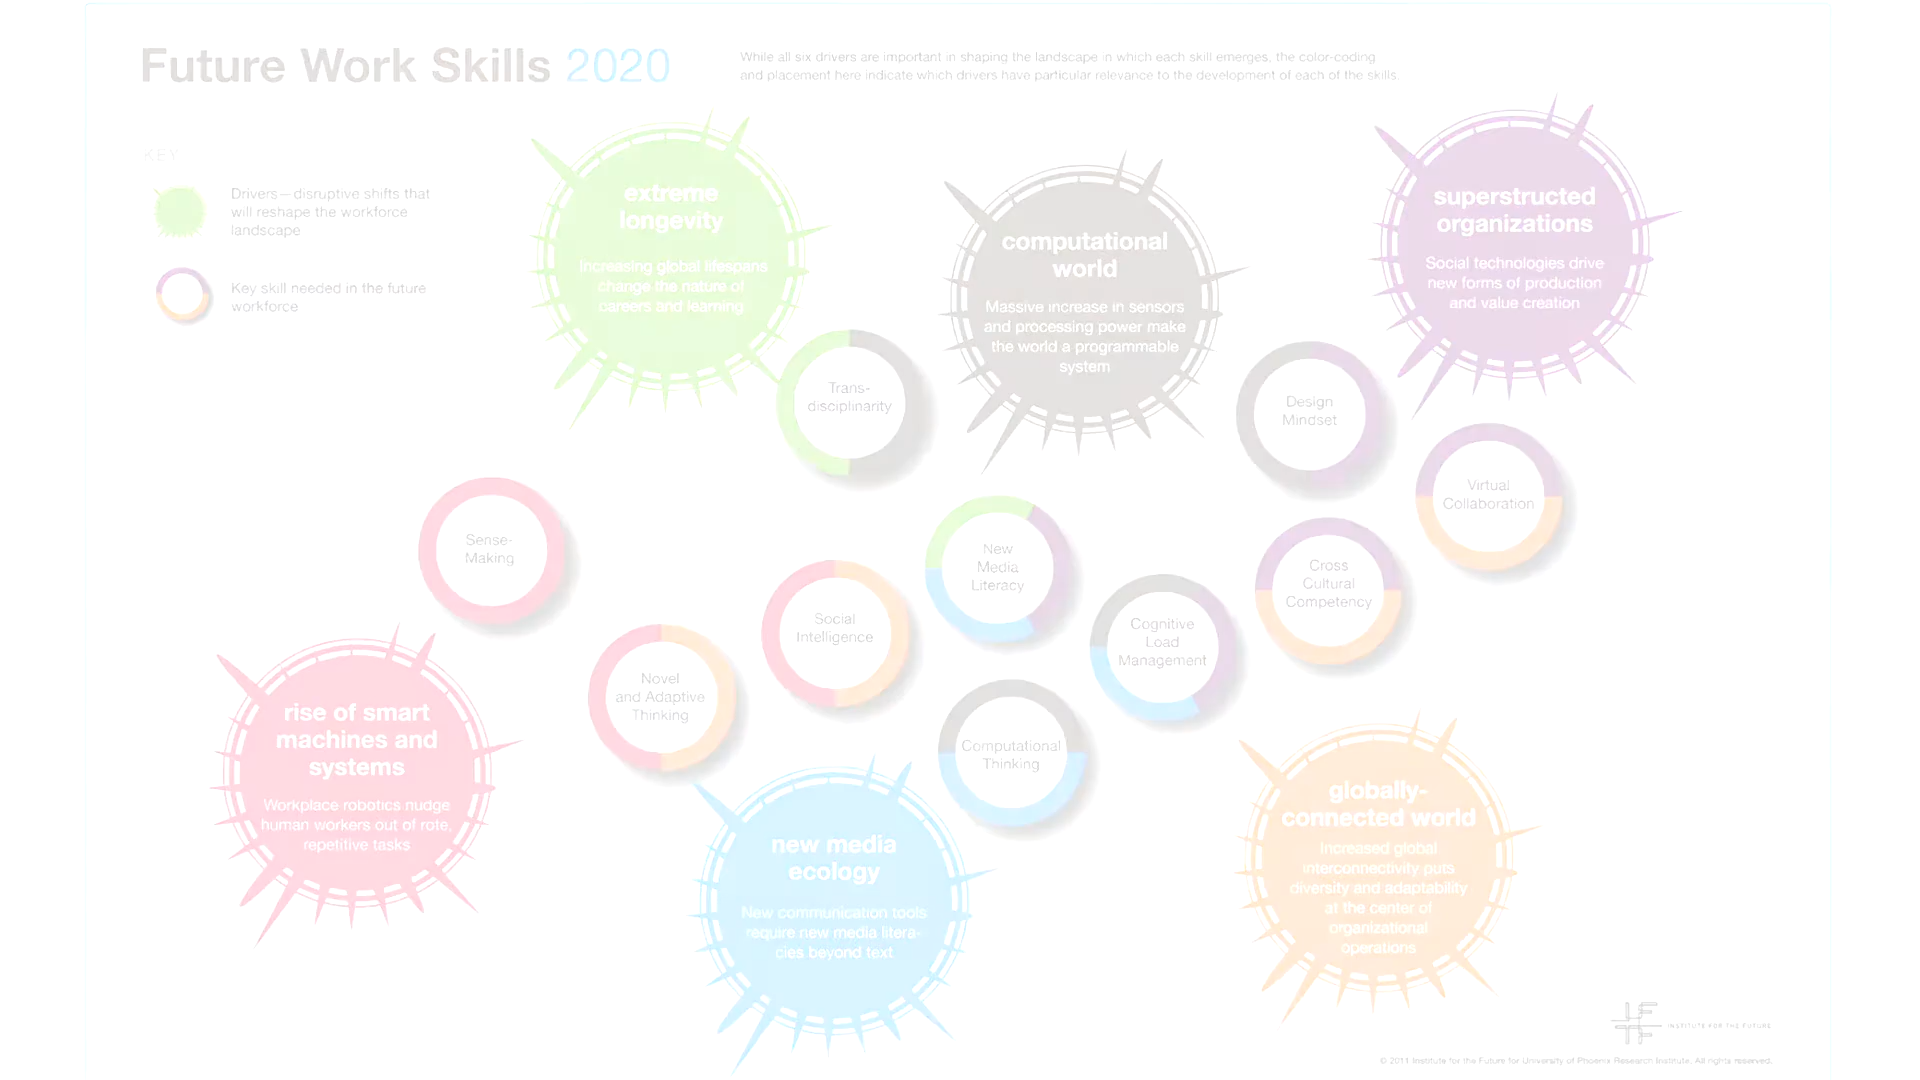 Future Work Skills 2020
While all six drivers are important in shaping the landscape in which each skill emerges, the color-coding
and placement here indicate which drivers have particular relevance to the development of each of the skills.
KEY
Drivers—disruptive shifts that
will reshape the workforce
landscape
Key skill needed in the future
workforce
extreme
longevity
Increasing global lifespans
change the nature of
careers and learning
computational
world
Massive increase in sensors
and processing power make
the world a programmable
system
superstructed
organizations
Social technologies drive
new forms of production
and value creation
Trans-
disciplinarity
Design
Mindset
Virtual
Collaboration
Sense-
Making
New
Media
Literacy
Cross
Cultural
Competency
Social
Intelligence
Cognitive
Load
Management
Novel
and Adaptive
Thinking
Computational
Thinking
rise of smart
machines and
systems
Workplace robotics nudge
human workers out of rote,
repetitive tasks
new media
ecology
New communication tools
require new media litera-
cies beyond text
globally-
connected world
Increased global
interconnectivity puts
diversity and adaptability
at the center of
organizational
operations
INSTITUTE FOR THE FUTURE
© 2011 Institute for the Future for University of Phoenix Research Institute. All rights reserved.